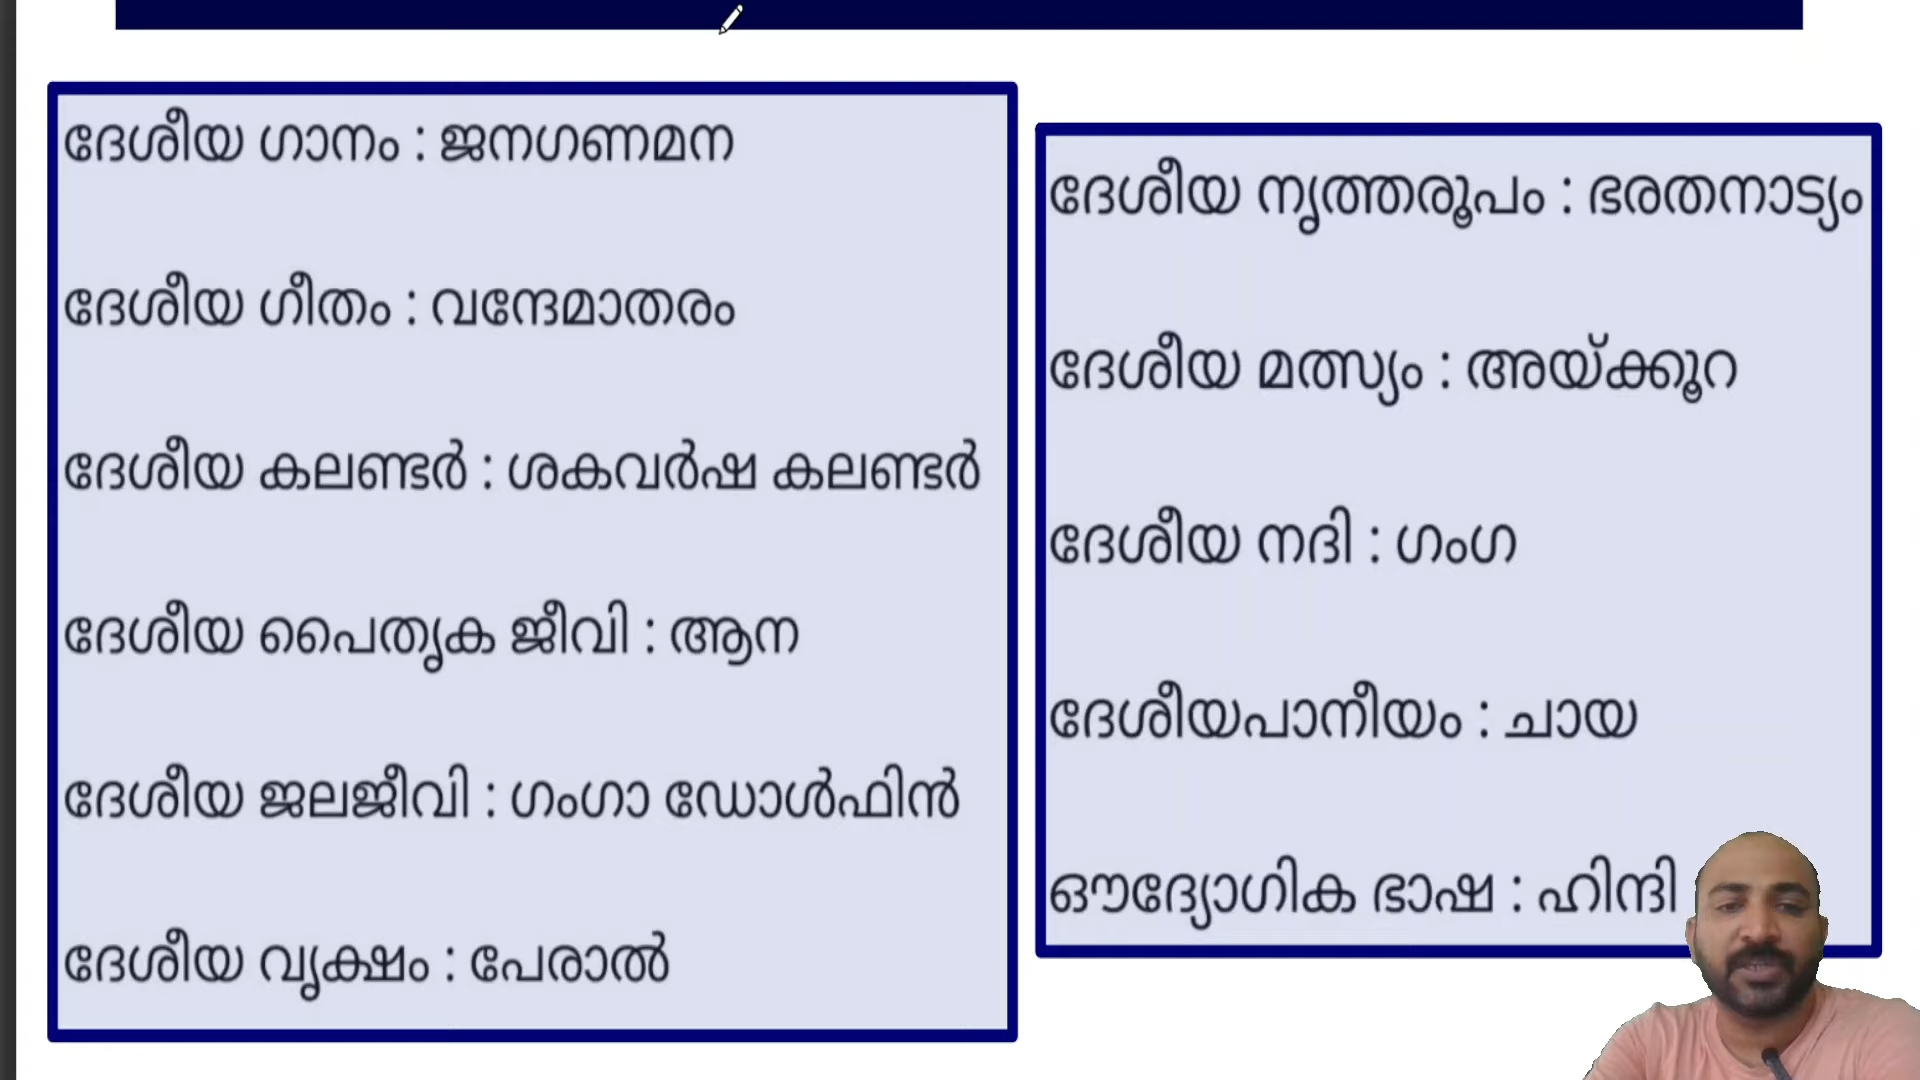 ദേശീയ ഗാനം : ജനഗണമന
ദേശീയ ഗീതം : വന്ദേമാതരം
ദേശീയ കലണ്ടർ : ശകവർഷ കലണ്ടർ
ദേശീയ പൈതൃക ജീവി : ആന
ദേശീയ ജലജീവി : ഗംഗാ ഡോൾഫിൻ
ദേശീയ വൃക്ഷം : പേരാൽ
ദേശീയ നൃത്തരൂപം : ഭരതനാട്യം
ദേശീയ മത്സ്യം : അയ്ക്കൂറ
ദേശീയ നദി : ഗംഗ
ദേശീയപാനീയം : ചായ
ഔദ്യോഗിക ഭാഷ : ഹിന്ദി